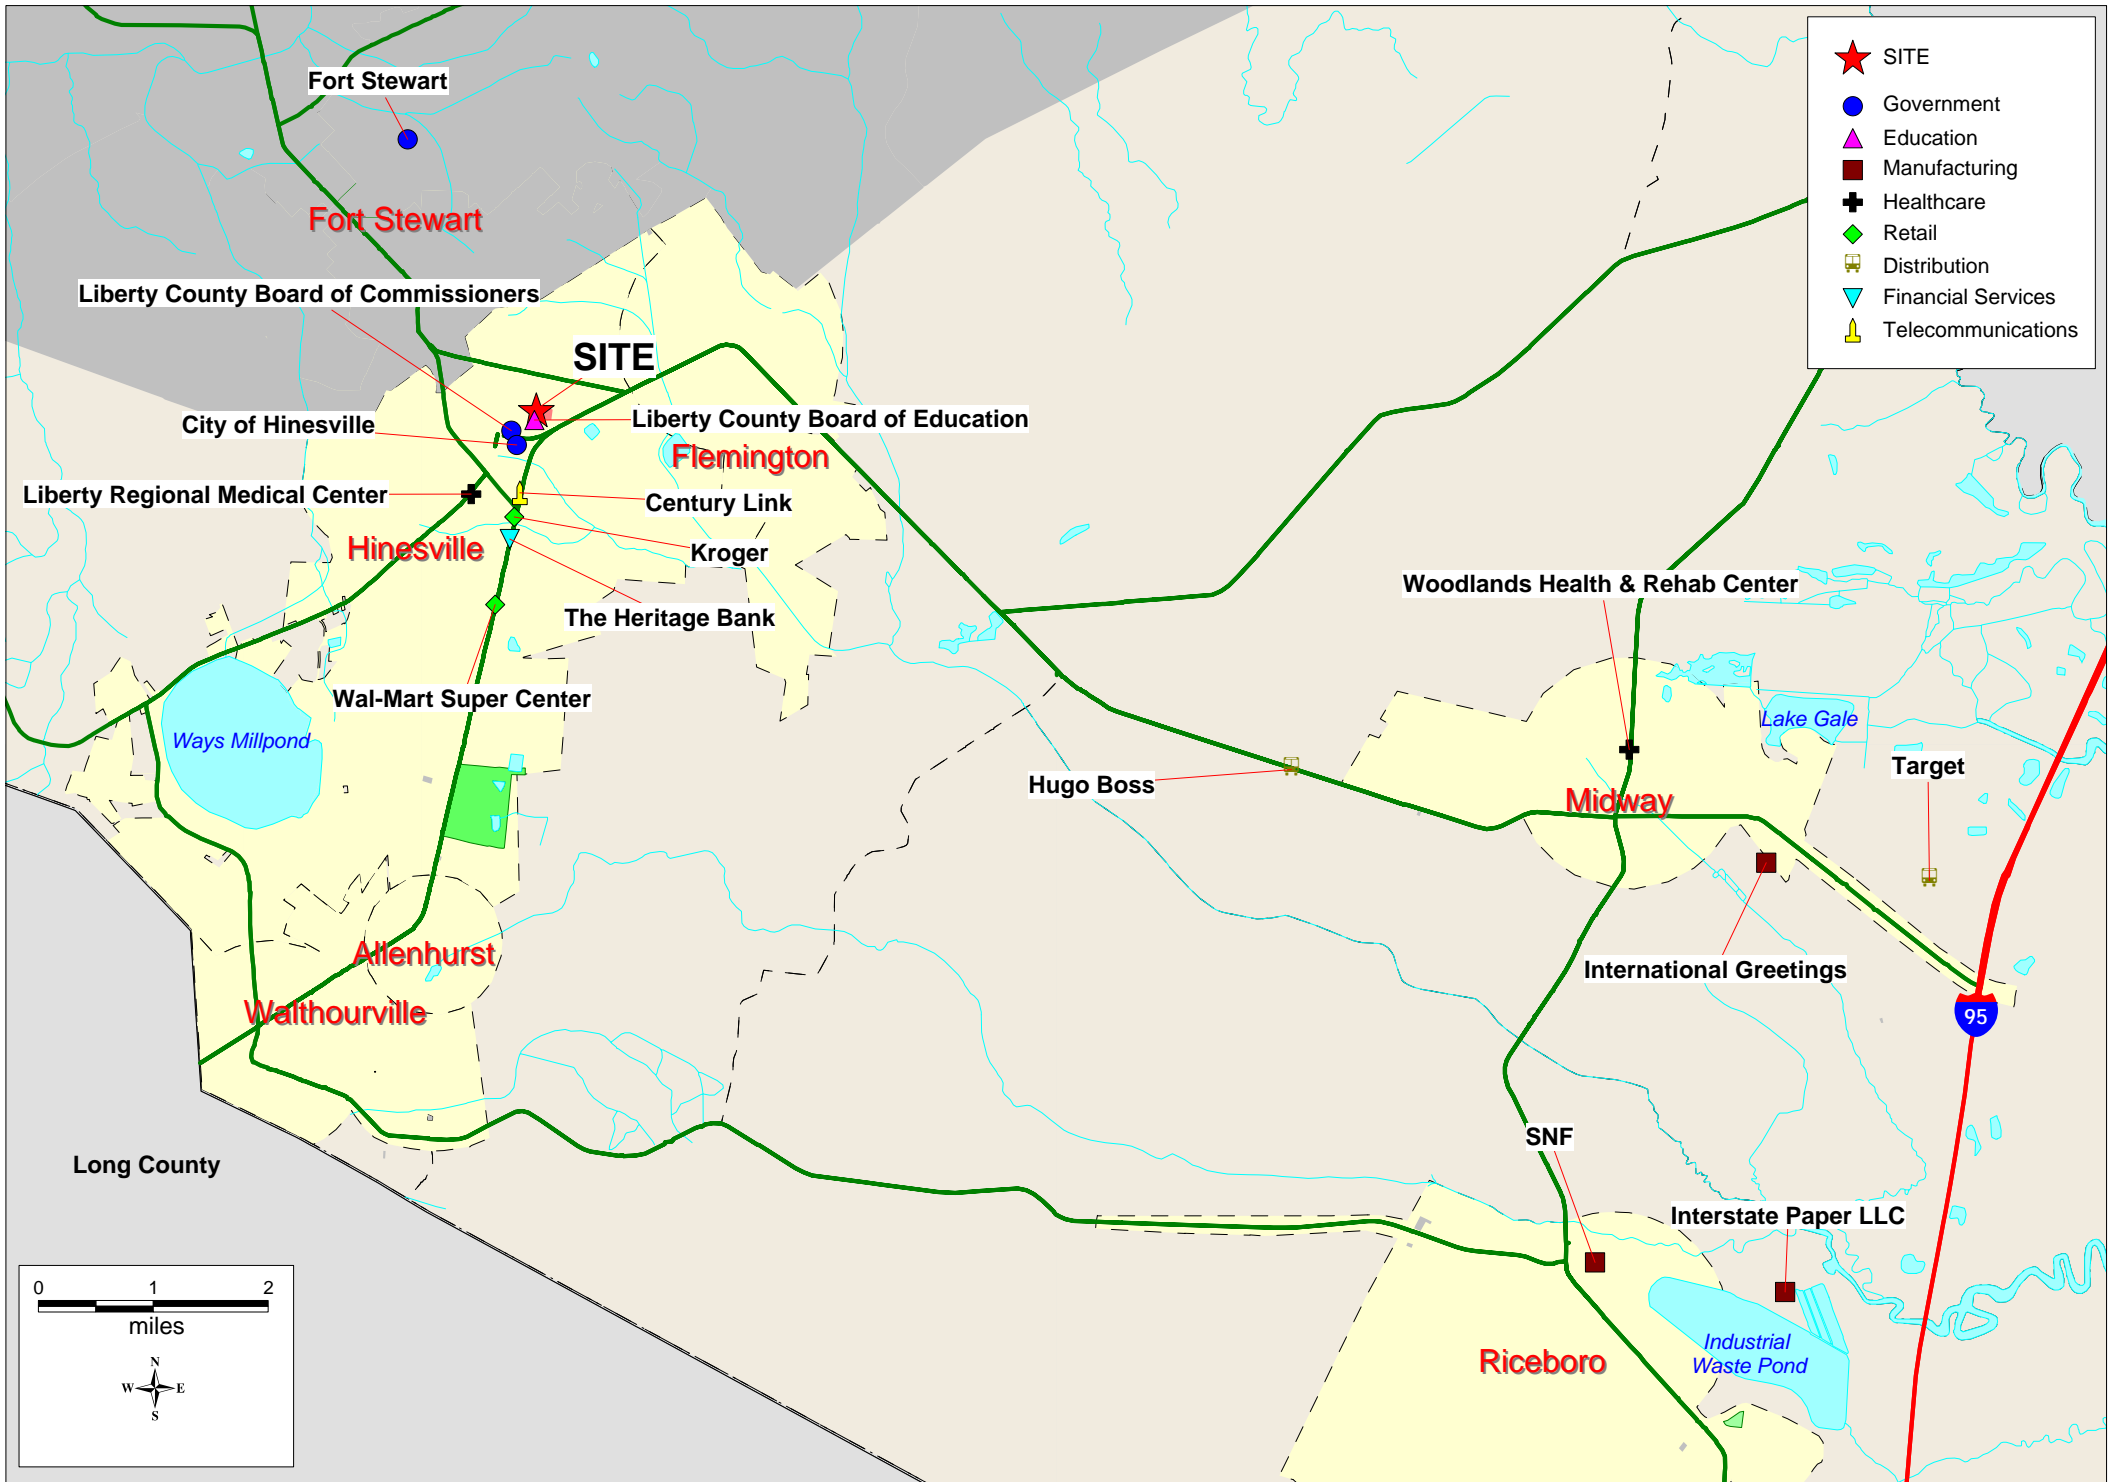 Fort Stewart
SITE
Government
Education
Manufacturing
Healthcare
Retail
Distribution
Financial Services
Telecommunications
Fort Stewart
Liberty County Board of Commissioners
SITE
City of Hinesville
Liberty County Board of Education
Flemington
Liberty Regional Medical Center
Century Link
Hinesville
Kroger
Woodlands Health & Rehab Center
The Heritage Bank
Wal-Mart Super Center
Ways Millpond
Lake Gale
Target
Hugo Boss
Midway
Allenhurst
International Greetings
Walthourville
95
SNF
Long County
Interstate Paper LLC
0 1 2
miles
N
W E
S
Riceboro
Industrial
Waste Pond